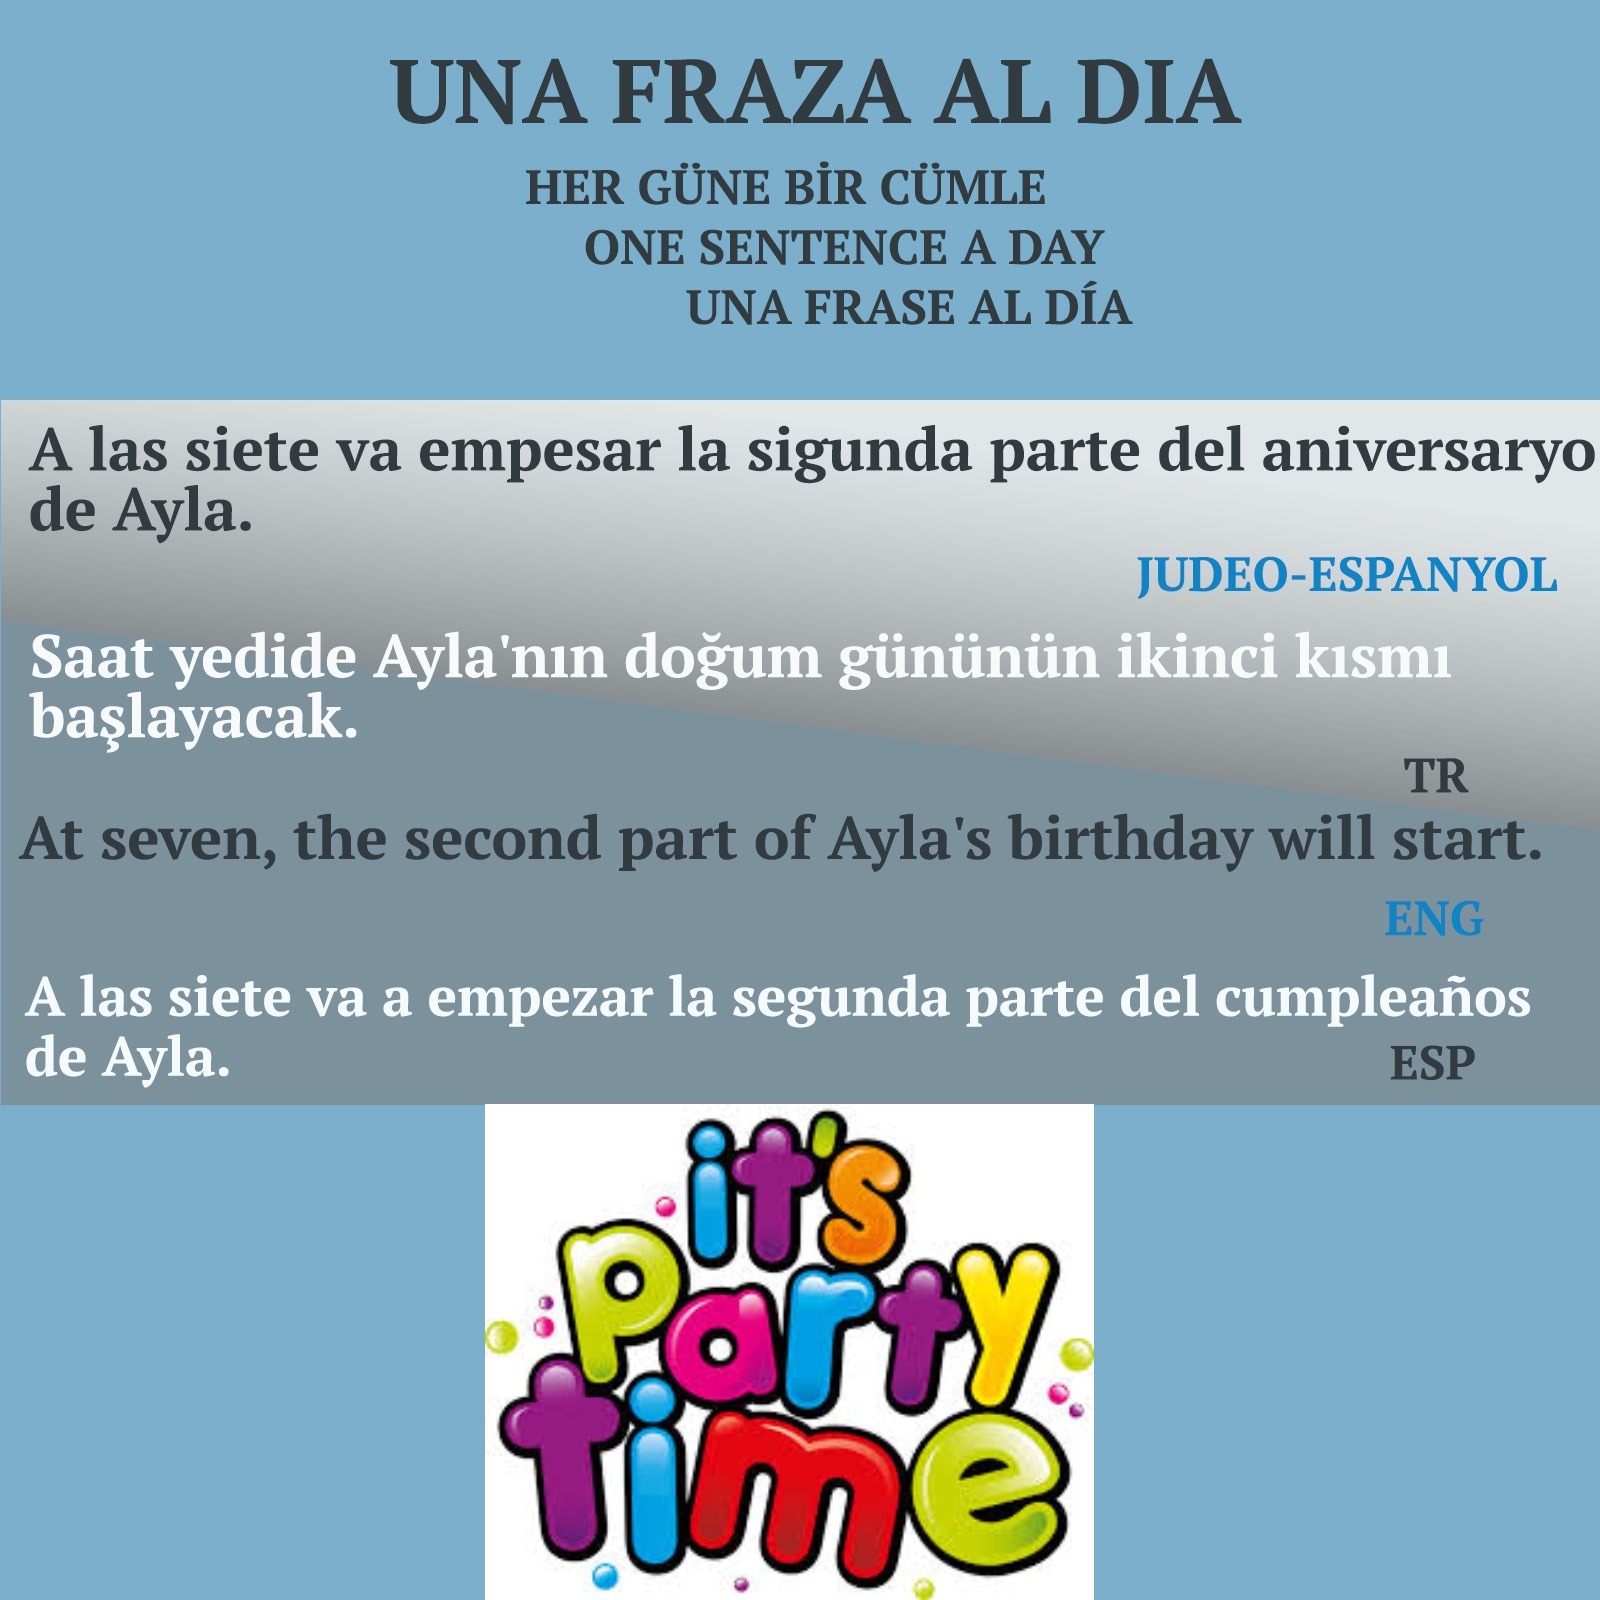 UNA FRAZA AL DIA
HER GÜNE BİR CÜMLE
ONE SENTENCE A DAY
UNA FRASE AL DÍA
A las siete va empesar la sigunda parte del aniversaryo
de Ayla.
JUDEO-ESPANYOL
Saat yedide Ayla'nın doğum gününün ikinci kısmı
başlayacak.
TR
At seven, the second part of Ayla's birthday will start.
ENG
A las siete va a empezar la segunda parte del cumpleaños
de Ayla.
ESP
it's
party
time